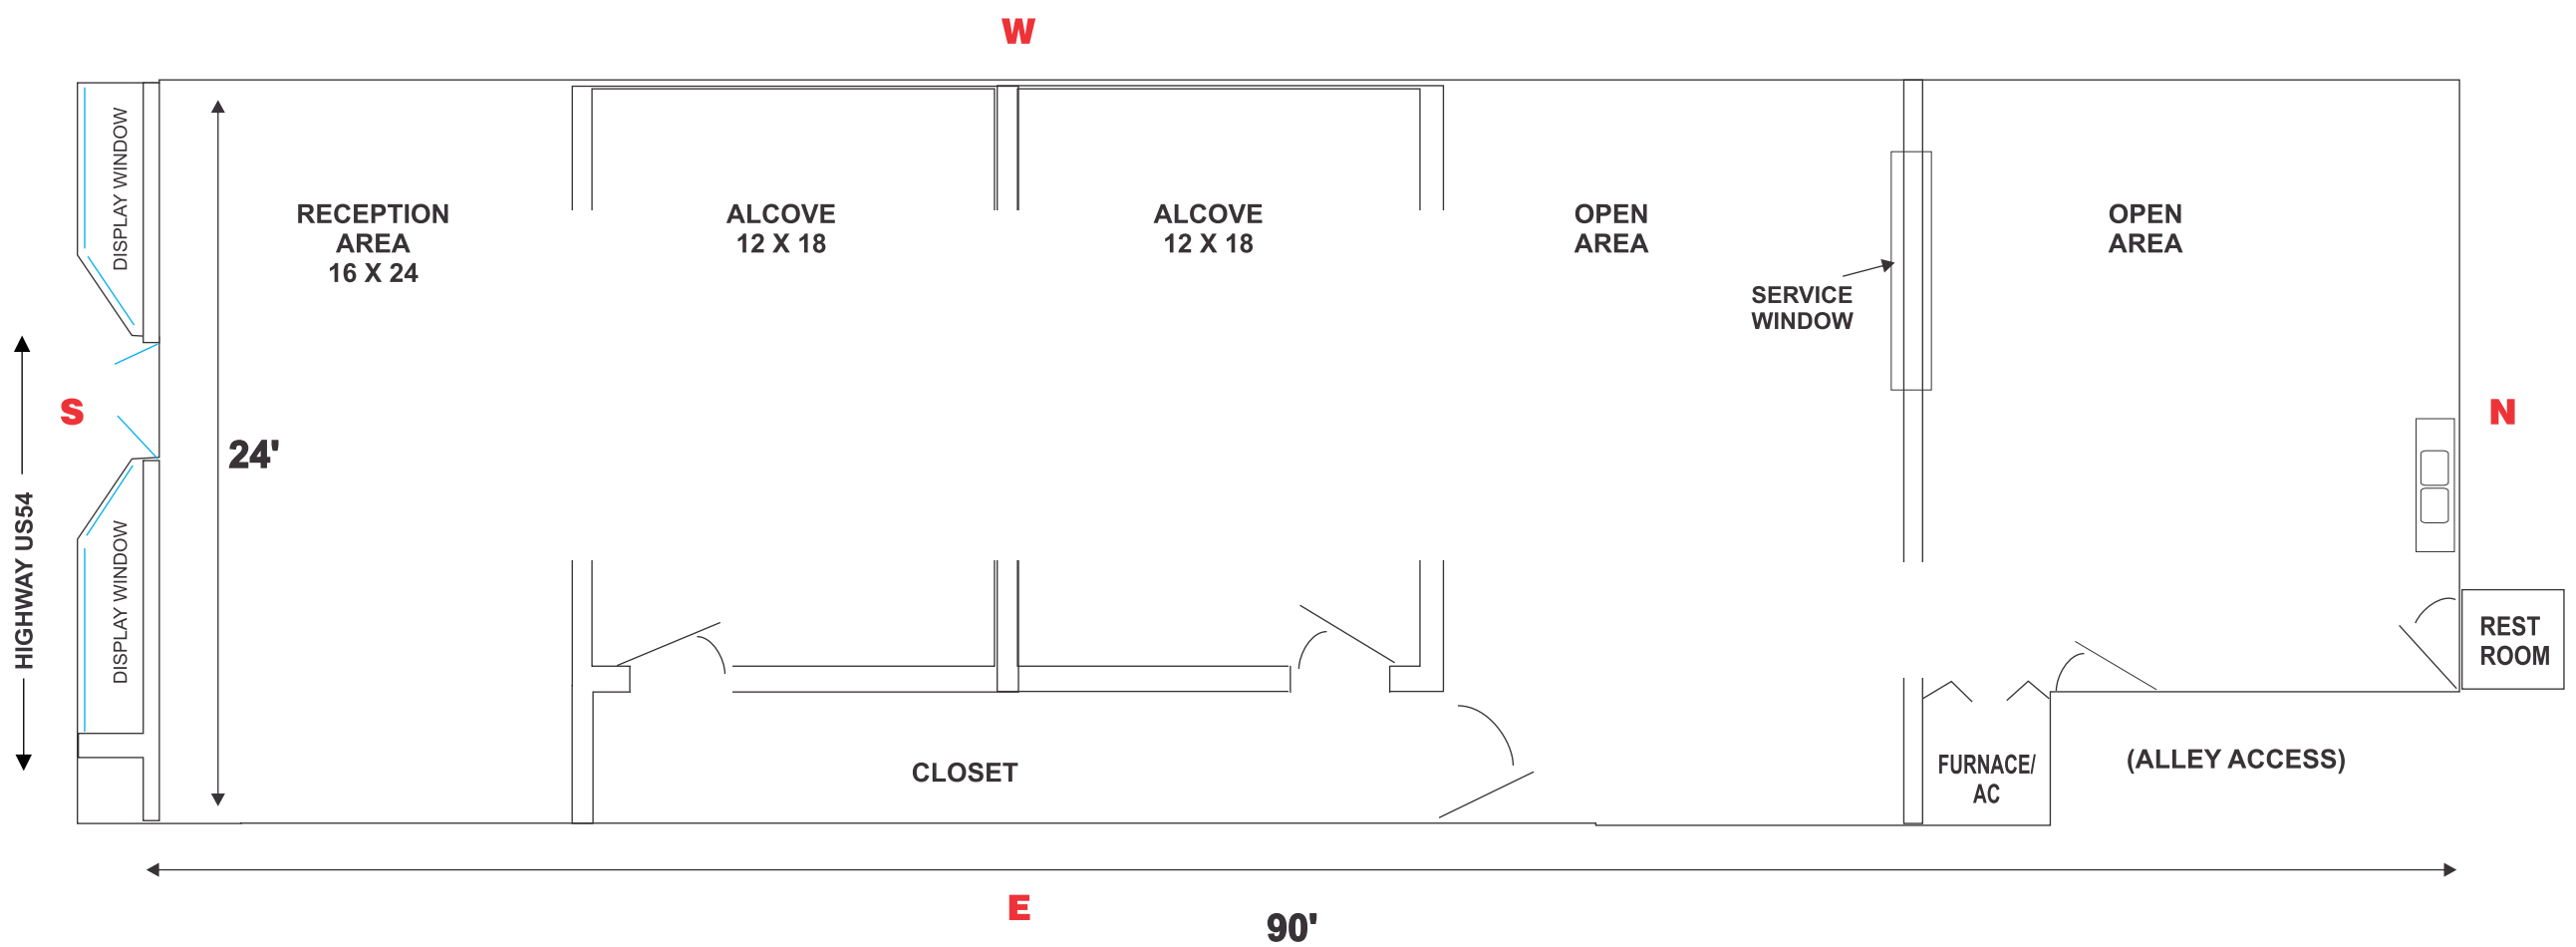 W
DISPLAY WINDOW
RECEPTION
AREA
16 X 24
ALCOVE
12 X 18
ALCOVE
12 X 18
OPEN
AREA
SERVICE
WINDOW
OPEN
AREA
S
24'
N
HIGHWAY US54
DISPLAY WINDOW
REST
ROOM
CLOSET
FURNACE/
AC
(ALLEY ACCESS)
E
90'